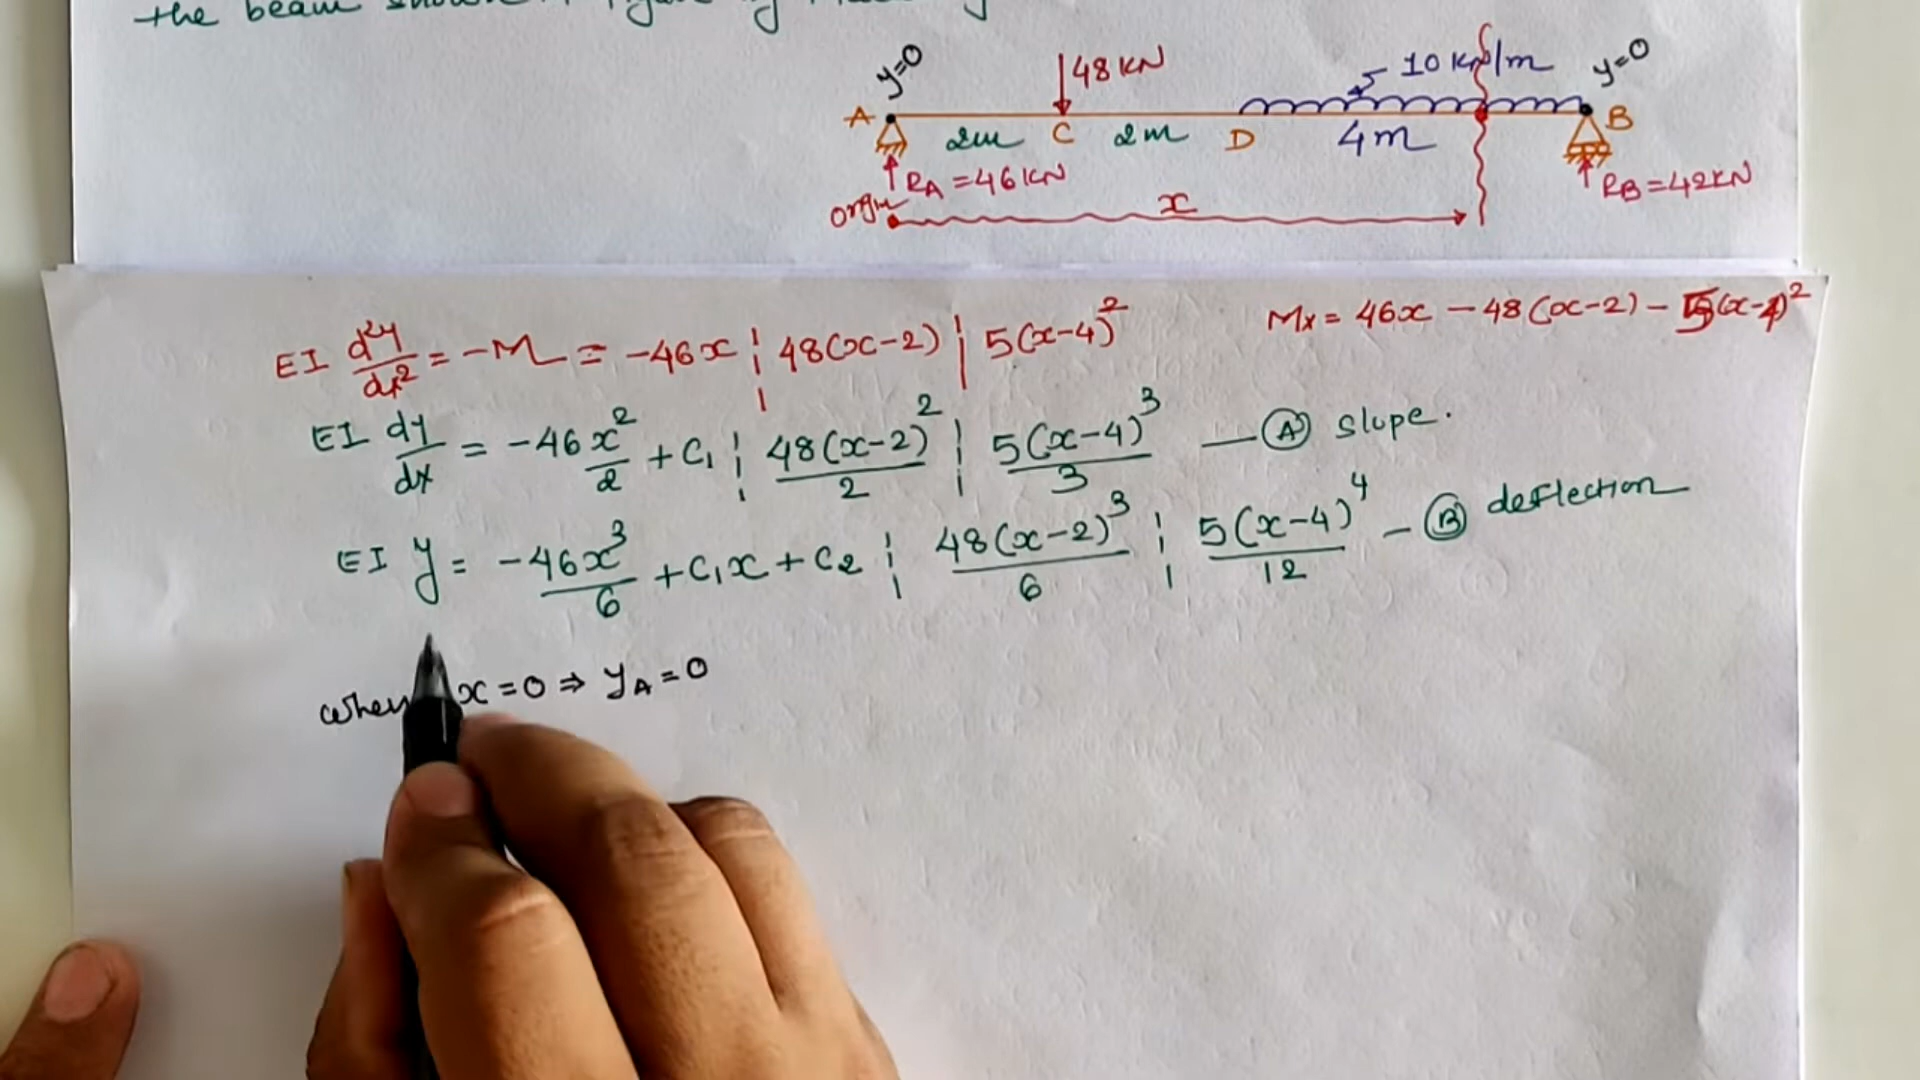 the beam
y=0
48 KN
10 KN/m
y=0
A
2m
C
2m
D
4m
B
RA = 46 KN
RB = 42 KN
origin
x
EI d²y/dx² = -M = -46x ¦ 48(x-2) ¦ 5(x-4)²
Mx = 46x - 48(x-2) - 5(x-4)²
EI dy/dx = -46x²/2 + C₁ ¦ 48(x-2)²/2 ¦ 5(x-4)³/3 — Ⓐ slope.
EI y = -46x³/6 + C₁x + C₂ ¦ 48(x-2)³/6 ¦ 5(x-4)⁴/12 — Ⓑ deflection
when x = 0 ⇒ yA = 0